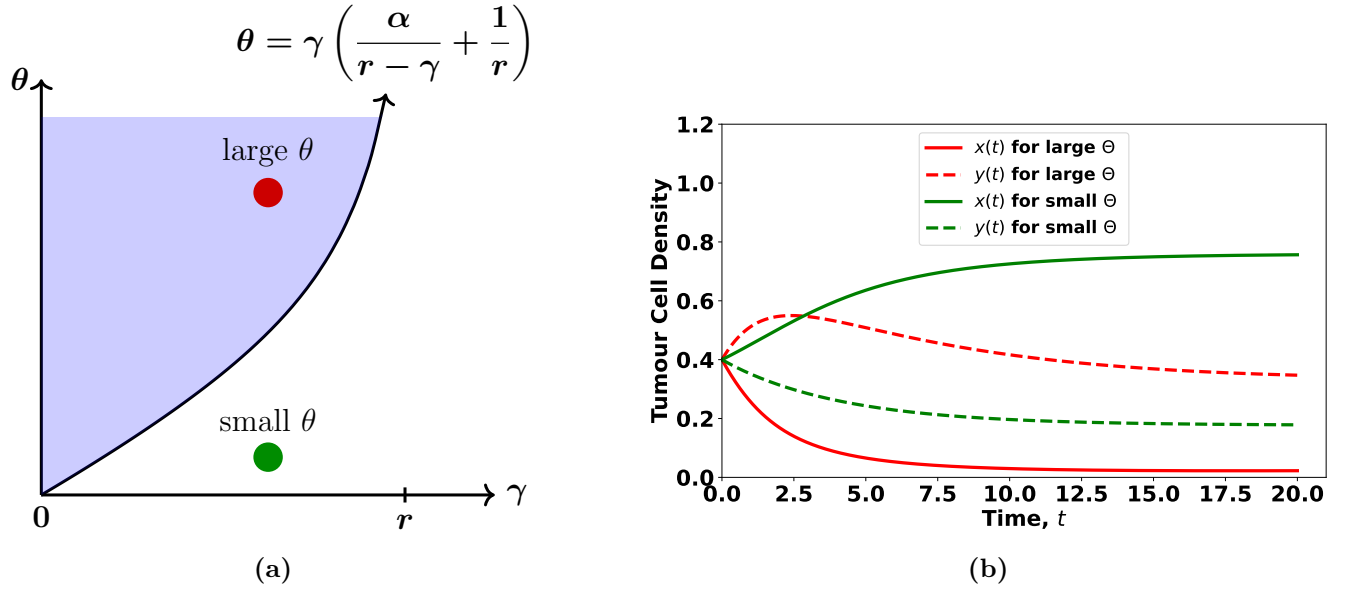 θ = γ ( α / (r − γ) + 1 / r )
θ
large θ
small θ
γ
0
r
(a)
1.2
1.0
0.8
0.6
0.4
0.2
0.0
Tumour Cell Density
x(t) for large Θ
y(t) for large Θ
x(t) for small Θ
y(t) for small Θ
0.0 2.5 5.0 7.5 10.0 12.5 15.0 17.5 20.0
Time, t
(b)